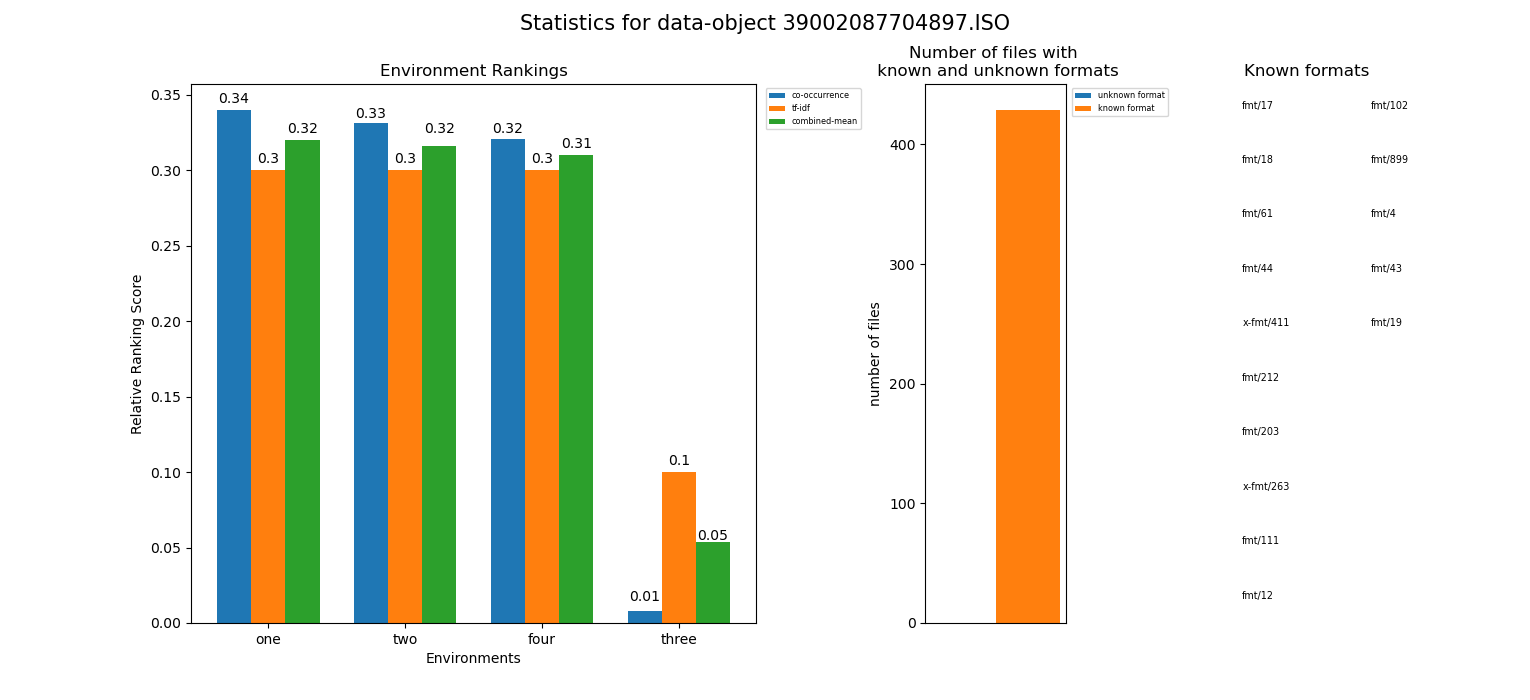 Statistics for data-object 39002087704897.ISO
Environment Rankings
0.35
0.30
0.25
0.20
0.15
0.10
0.05
0.00
Relative Ranking Score
0.34
0.3
0.32
0.33
0.3
0.32
0.32
0.3
0.31
0.01
0.1
0.05
one
two
four
three
Environments
co-occurrence
tf-idf
combined-mean
Number of files with
known and unknown formats
400
300
200
100
0
number of files
unknown format
known format
Known formats
fmt/17
fmt/102
fmt/18
fmt/899
fmt/61
fmt/4
fmt/44
fmt/43
x-fmt/411
fmt/19
fmt/212
fmt/203
x-fmt/263
fmt/111
fmt/12